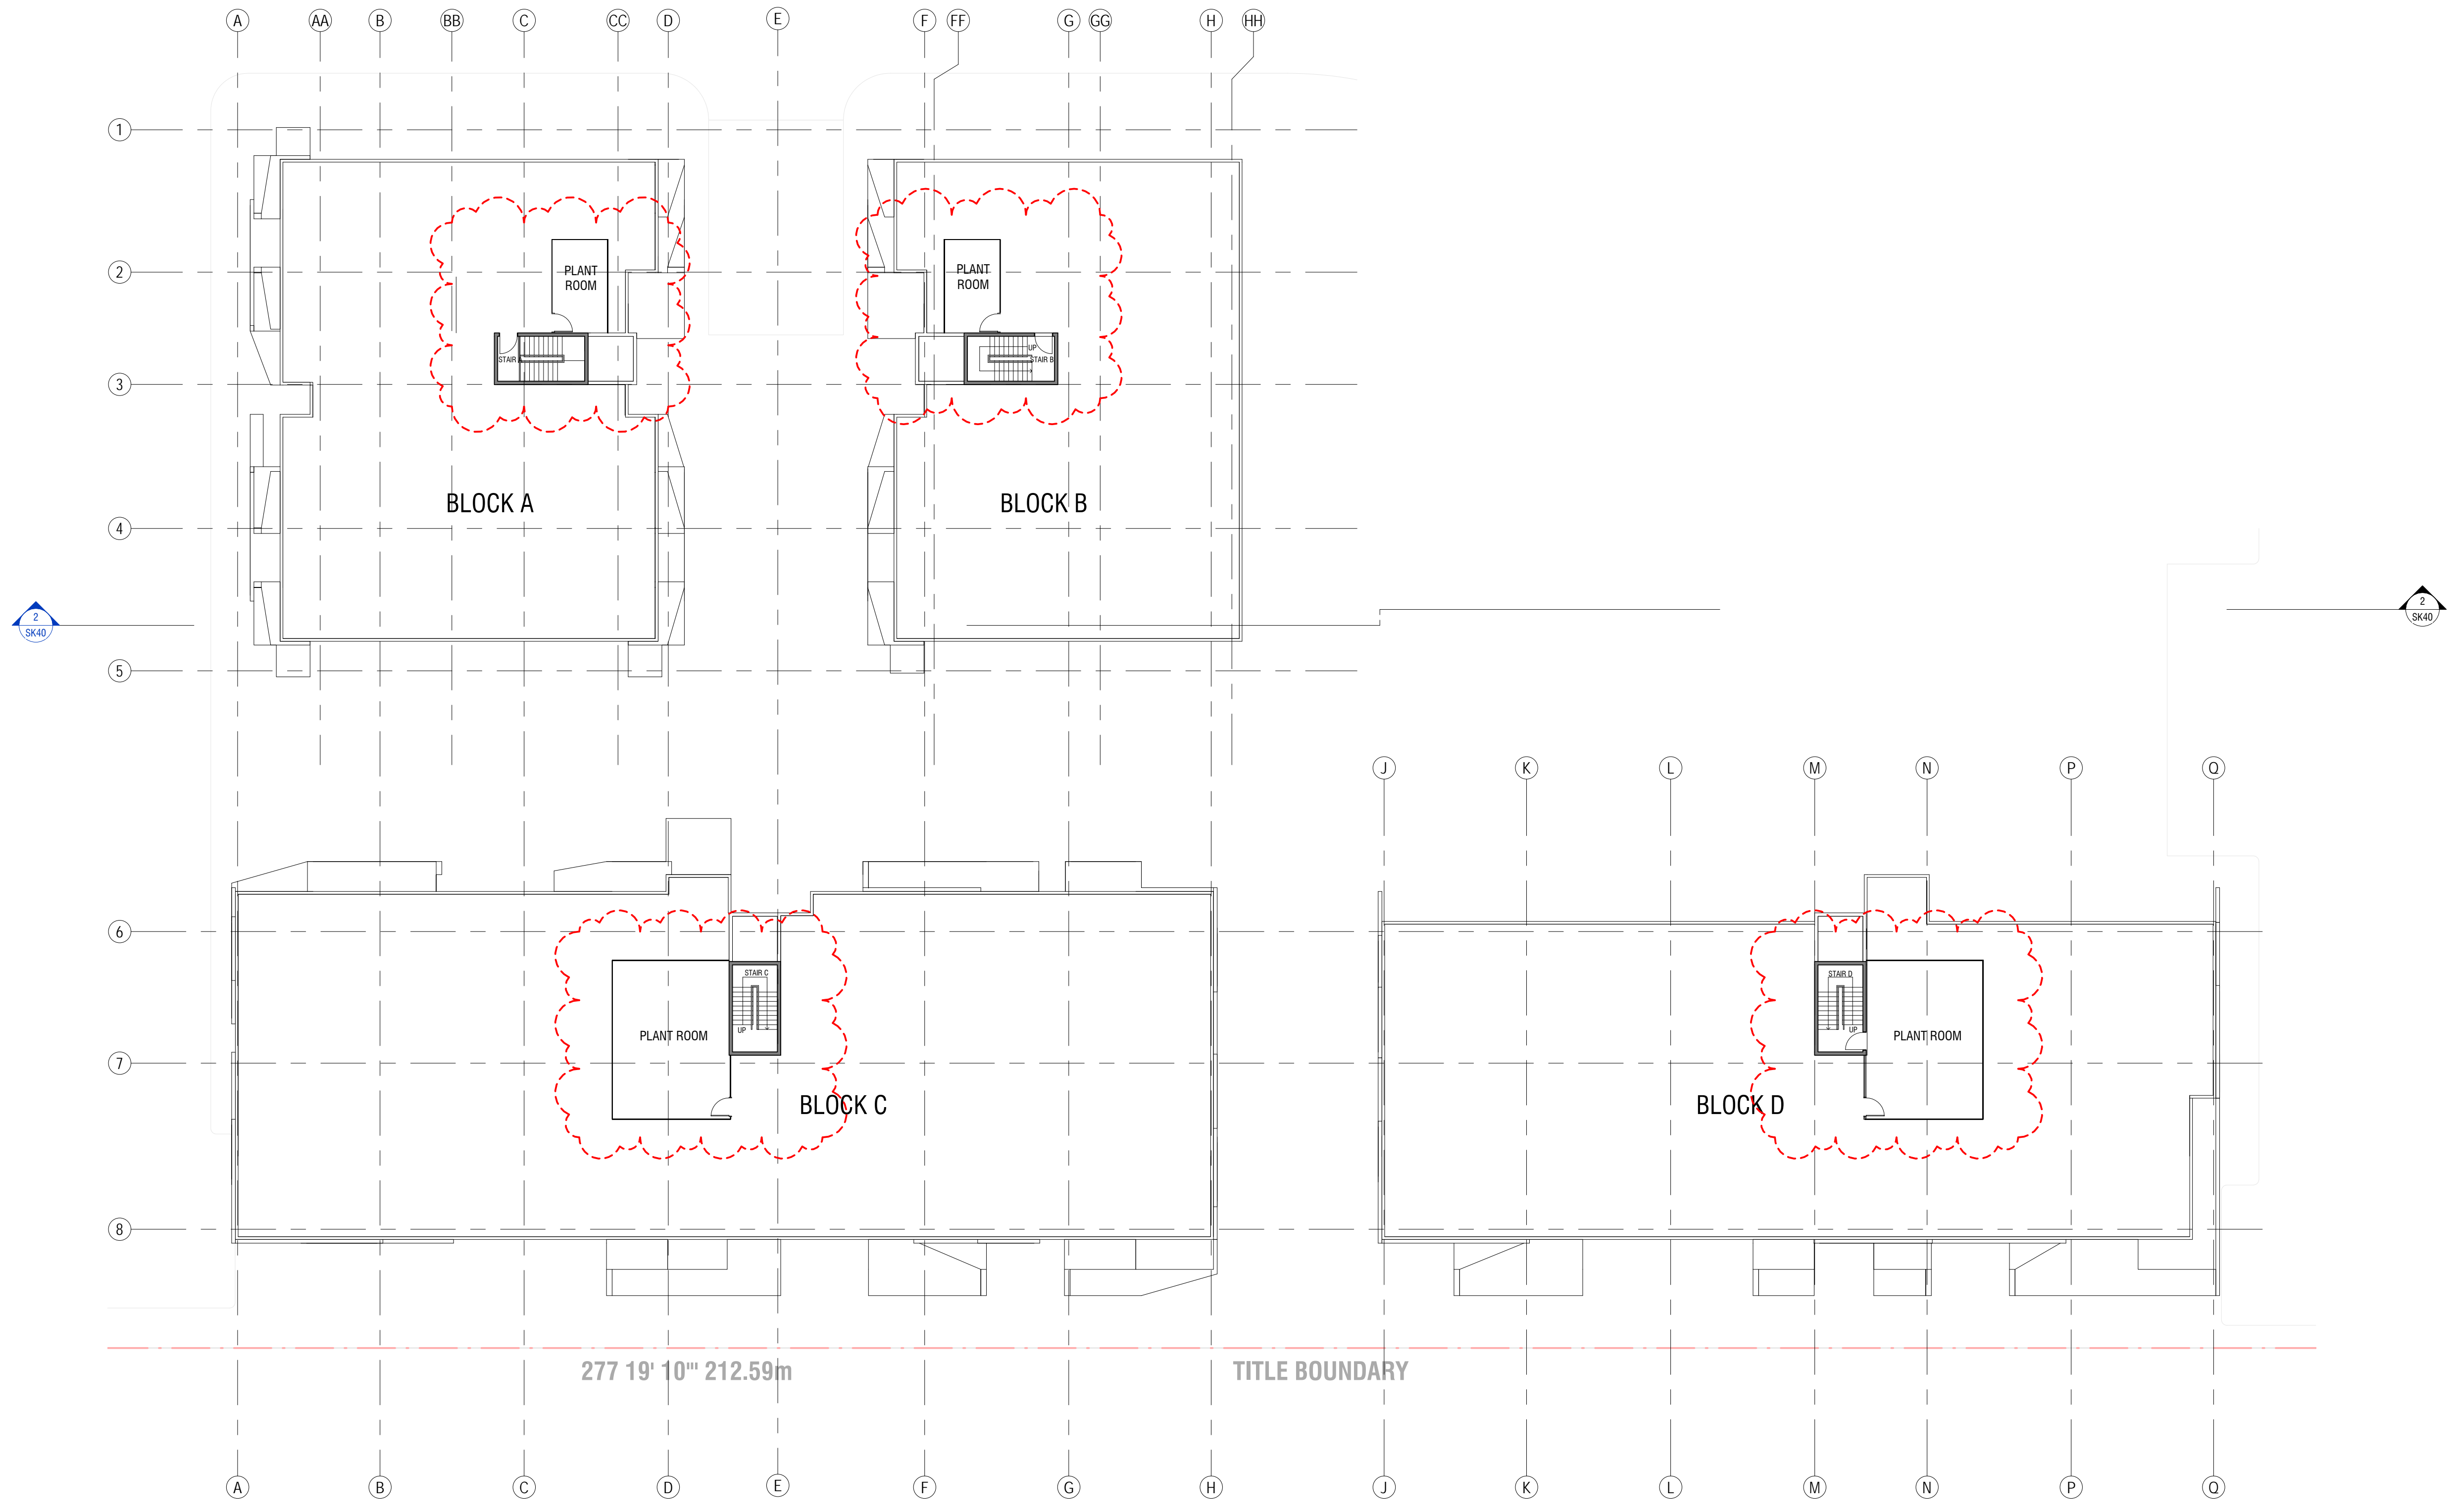 A AA B BB C CC D E F FF G GG H HH
1
2
PLANT
ROOM
PLANT
ROOM
STAIR A
UP
STAIR B
3
BLOCK A
BLOCK B
4
2
SK40
2
SK40
5
J K L M N P Q
6
STAIR C
UP
PLANT ROOM
STAIR D
UP
PLANT ROOM
7
BLOCK C
BLOCK D
8
277 19' 10'" 212.59m
TITLE BOUNDARY
A B C D E F G H J K L M N P Q